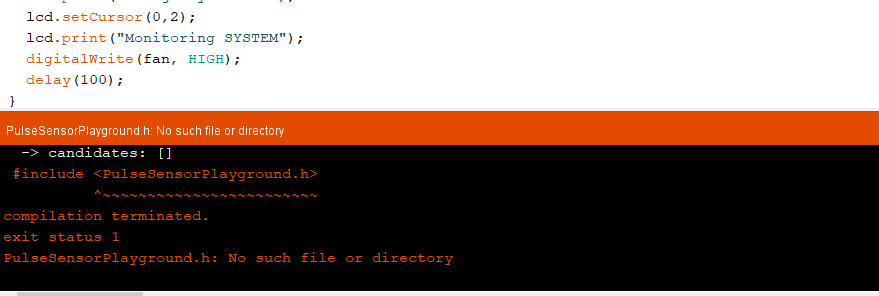 lcd.setCursor(0,2);
lcd.print("Monitoring SYSTEM");
digitalWrite(fan, HIGH);
delay(100);
}
PulseSensorPlayground.h: No such file or directory
-> candidates: []
#include <PulseSensorPlayground.h>
^~~~~~~~~~~~~~~~~~~~~~~~~
compilation terminated.
exit status 1
PulseSensorPlayground.h: No such file or directory